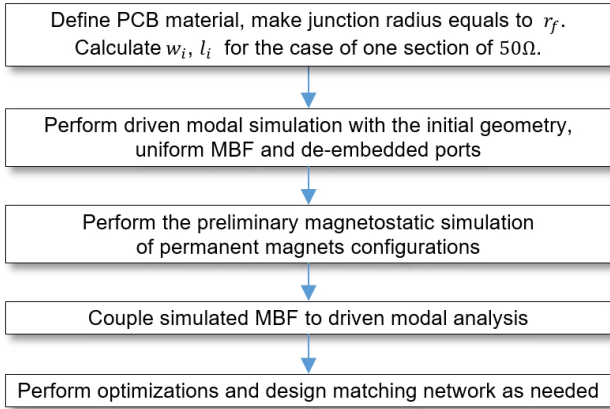 Define PCB material, make junction radius equals to r_f.
Calculate w_i, l_i for the case of one section of 50Ω.
Perform driven modal simulation with the initial geometry,
uniform MBF and de-embedded ports
Perform the preliminary magnetostatic simulation
of permanent magnets configurations
Couple simulated MBF to driven modal analysis
Perform optimizations and design matching network as needed